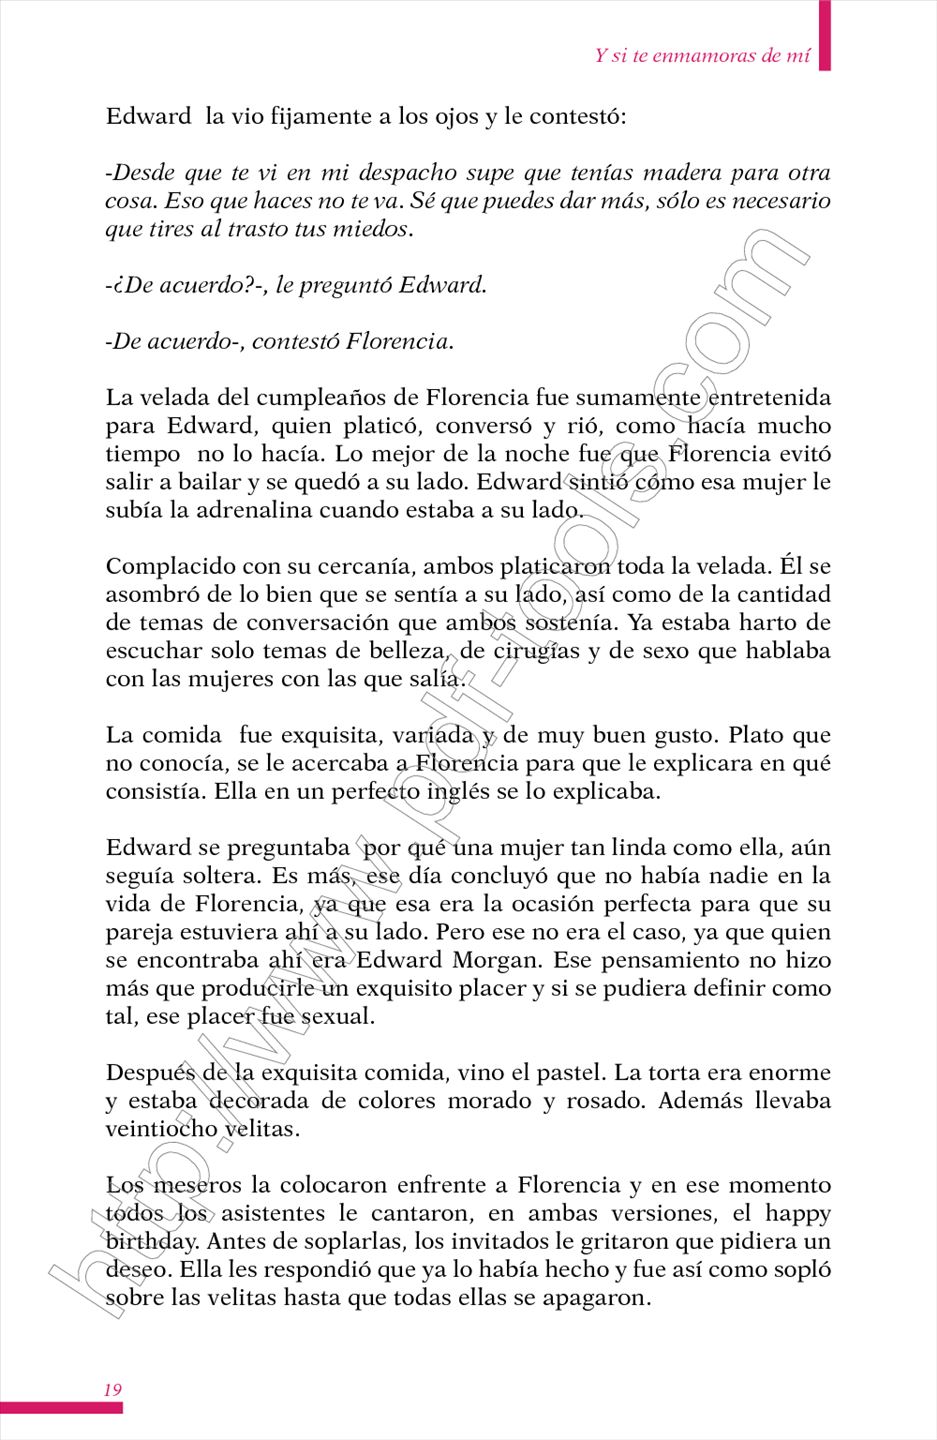 Y si te enmamoras de mí
Edward  la vio fijamente a los ojos y le contestó:
-Desde que te vi en mi despacho supe que tenías madera para otra
cosa. Eso que haces no te va. Sé que puedes dar más, sólo es necesario
que tires al trasto tus miedos.
-¿De acuerdo?-, le preguntó Edward.
-De acuerdo-, contestó Florencia.
La velada del cumpleaños de Florencia fue sumamente entretenida
para Edward, quien platicó, conversó y rió, como hacía mucho
tiempo  no lo hacía. Lo mejor de la noche fue que Florencia evitó
salir a bailar y se quedó a su lado. Edward sintió cómo esa mujer le
subía la adrenalina cuando estaba a su lado.
Complacido con su cercanía, ambos platicaron toda la velada. Él se
asombró de lo bien que se sentía a su lado, así como de la cantidad
de temas de conversación que ambos sostenía. Ya estaba harto de
escuchar solo temas de belleza, de cirugías y de sexo que hablaba
con las mujeres con las que salía.
La comida  fue exquisita, variada y de muy buen gusto. Plato que
no conocía, se le acercaba a Florencia para que le explicara en qué
consistía. Ella en un perfecto inglés se lo explicaba.
Edward se preguntaba  por qué una mujer tan linda como ella, aún
seguía soltera. Es más, ese día concluyó que no había nadie en la
vida de Florencia, ya que esa era la ocasión perfecta para que su
pareja estuviera ahí a su lado. Pero ese no era el caso, ya que quien
se encontraba ahí era Edward Morgan. Ese pensamiento no hizo
más que producirle un exquisito placer y si se pudiera definir como
tal, ese placer fue sexual.
Después de la exquisita comida, vino el pastel. La torta era enorme
y estaba decorada de colores morado y rosado. Además llevaba
veintiocho velitas.
Los meseros la colocaron enfrente a Florencia y en ese momento
todos los asistentes le cantaron, en ambas versiones, el happy
birthday. Antes de soplarlas, los invitados le gritaron que pidiera un
deseo. Ella les respondió que ya lo había hecho y fue así como sopló
sobre las velitas hasta que todas ellas se apagaron.
19
http://www.pdf-tools.com